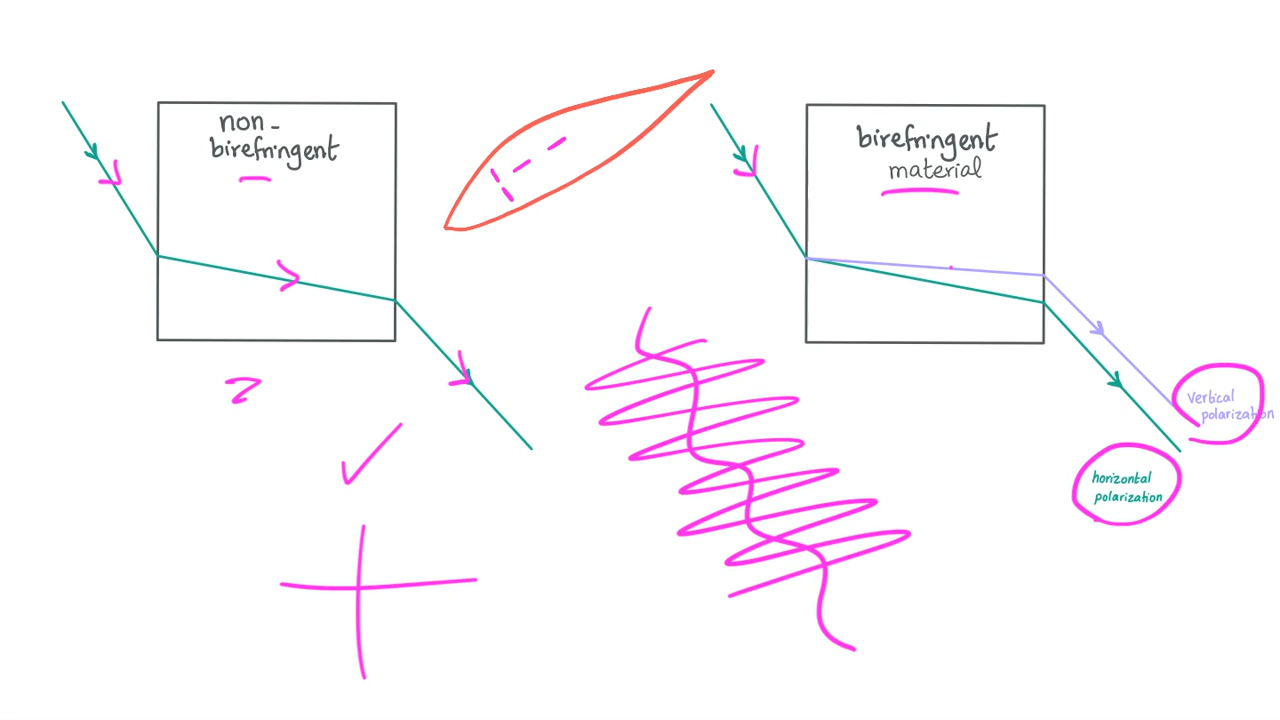 non-
birefringent
birefringent
material
Vertical
polarization
horizontal
polarization